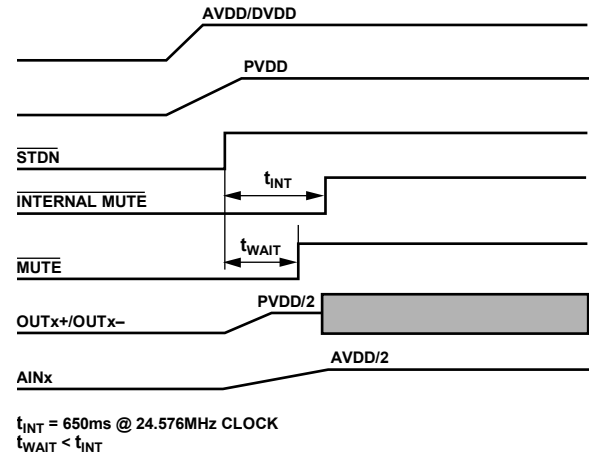 AVDD/DVDD
PVDD
STDN
tINT
INTERNAL MUTE
tWAIT
MUTE
PVDD/2
OUTx+/OUTx–
AVDD/2
AINx
tINT = 650ms @ 24.576MHz CLOCK
tWAIT < tINT